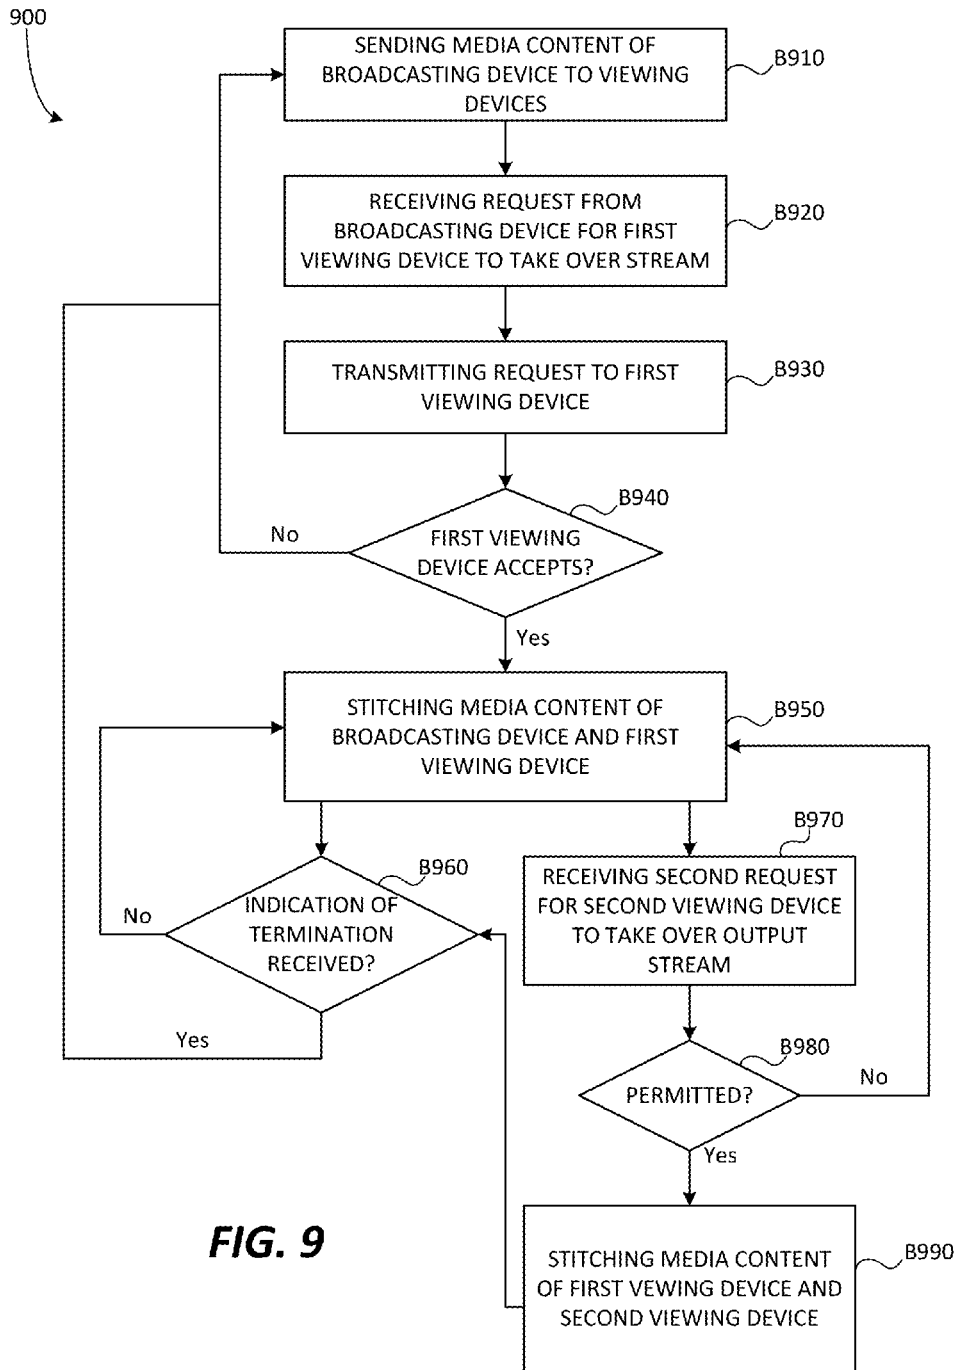 900
SENDING MEDIA CONTENT OF
BROADCASTING DEVICE TO VIEWING
DEVICES
B910
RECEIVING REQUEST FROM
BROADCASTING DEVICE FOR FIRST
VIEWING DEVICE TO TAKE OVER STREAM
B920
TRANSMITTING REQUEST TO FIRST
VIEWING DEVICE
B930
B940
FIRST VIEWING
DEVICE ACCEPTS?
No
Yes
STITCHING MEDIA CONTENT OF
BROADCASTING DEVICE AND FIRST
VIEWING DEVICE
B950
B960
INDICATION OF
TERMINATION
RECEIVED?
No
Yes
B970
RECEIVING SECOND REQUEST
FOR SECOND VIEWING DEVICE
TO TAKE OVER OUTPUT
STREAM
B980
PERMITTED?
No
Yes
STITCHING MEDIA CONTENT
OF FIRST VEWING DEVICE AND
SECOND VIEWING DEVICE
B990
FIG. 9